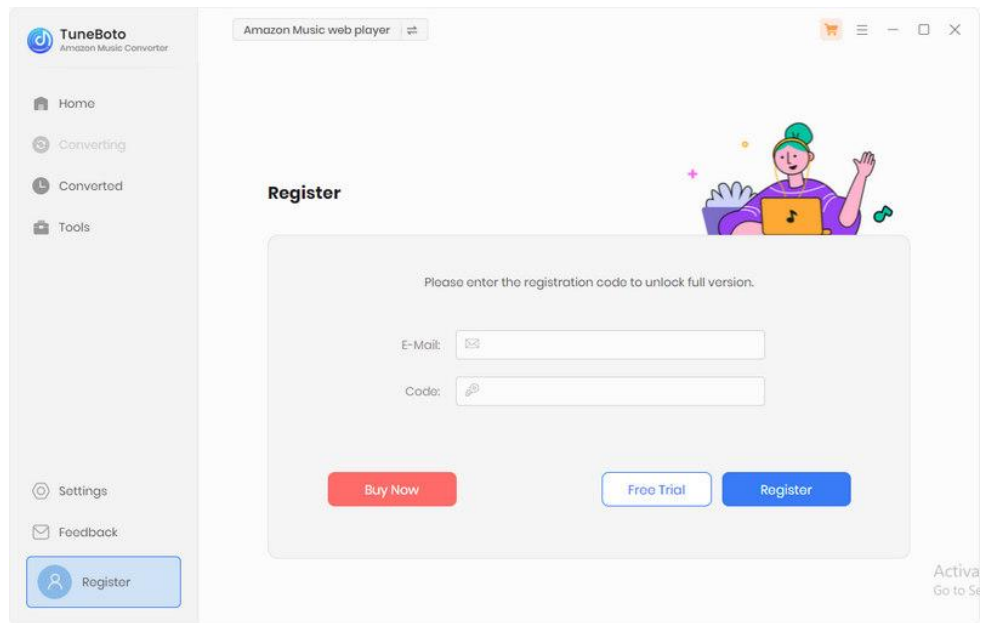 TuneBoto
Amazon Music Converter
Amazon Music web player
Home
Converting
Converted
Tools
Register
Please enter the registration code to unlock full version.
E-Mail:
Code:
Buy Now
Free Trial
Register
Settings
Feedback
Register
Activa
Go to Se